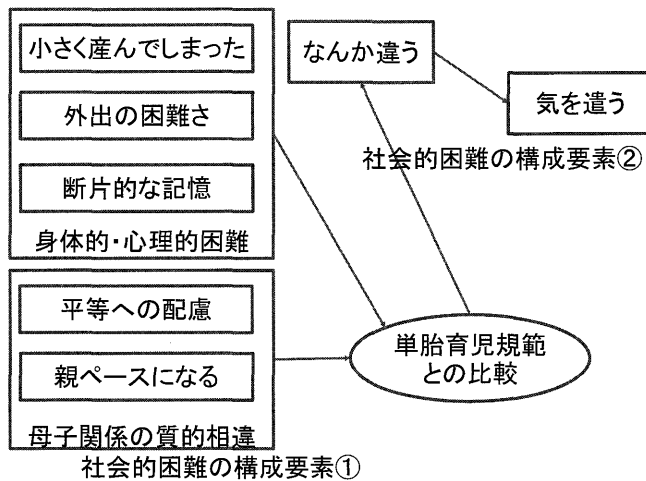 小さく産んでしまった
外出の困難さ
断片的な記憶
身体的・心理的困難
平等への配慮
親ペースになる
母子関係の質的相違
社会的困難の構成要素①
なんか違う
気を遣う
社会的困難の構成要素②
単胎育児規範
との比較